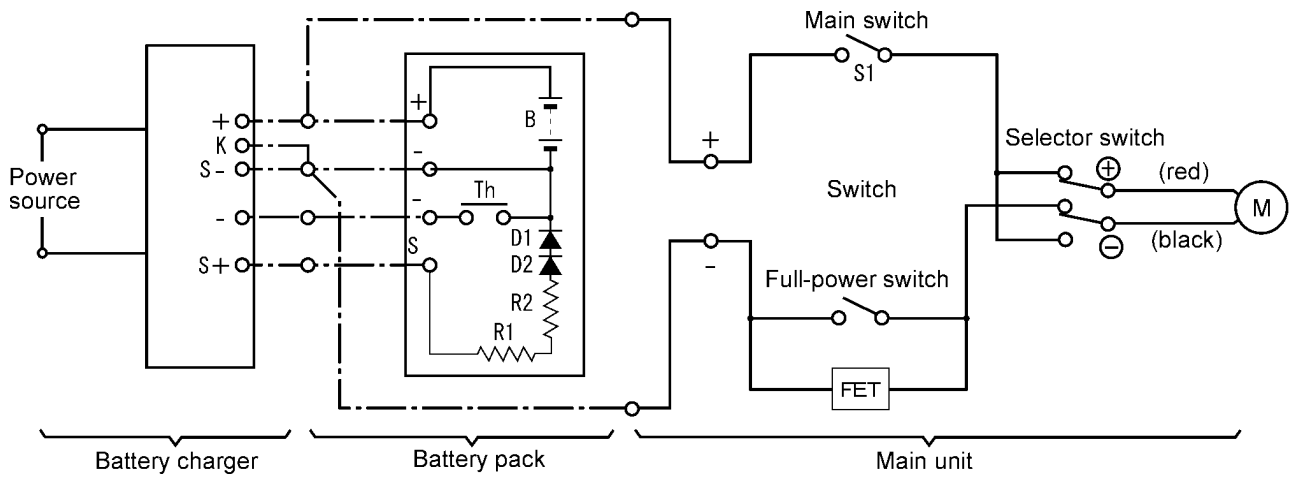 Power
source
+
K
S-
-
S+
+
-
-
S
B
Th
D1
D2
R2
R1
+
-
Main switch
S1
Switch
Full-power switch
FET
Selector switch
+
(red)
-
(black)
M
Battery charger
Battery pack
Main unit